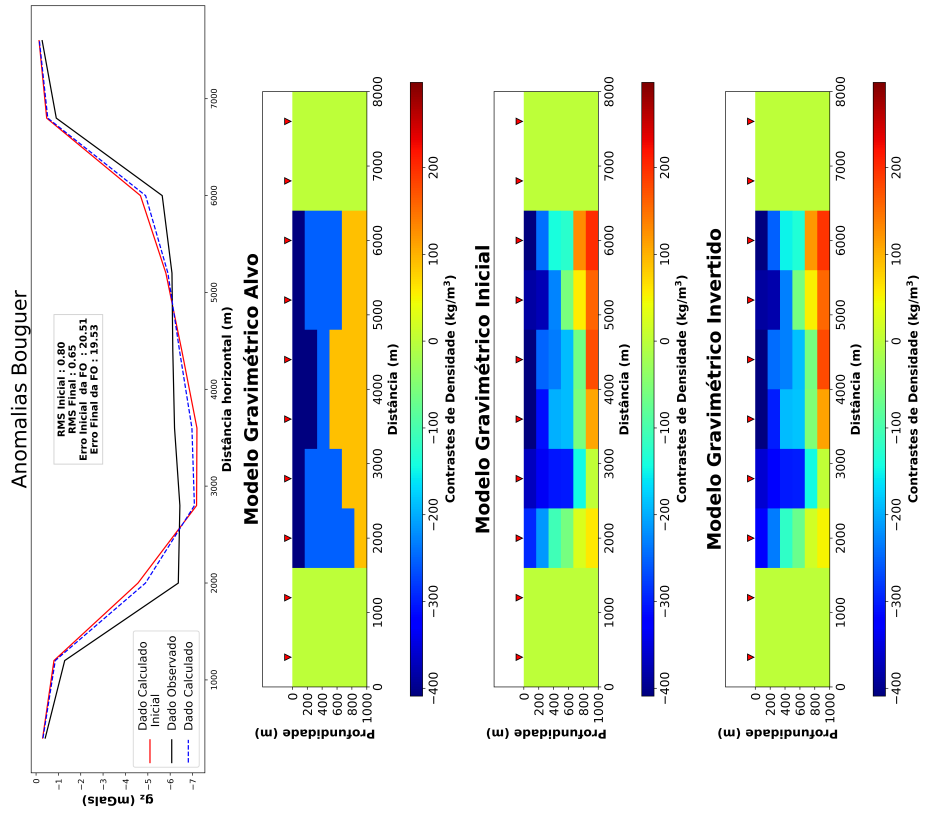 Anomalias Bouguer
0
−1
−2
−3
−4
−5
−6
−7
g_z (mGals)
RMS Inicial : 0.80
RMS Final : 0.65
Erro Inicial da FO : 20.51
Erro Final da FO : 19.53
Dado Calculado
Inicial
Dado Observado
Dado Calculado
1000 2000 3000 4000 5000 6000 7000
Distância horizontal (m)
Modelo Gravimétrico Alvo
0
200
400
600
800
1000
Profundidade (m)
0 1000 2000 3000 4000 5000 6000 7000 8000
Distância (m)
−400 −300 −200 −100 0 100 200
Contrastes de Densidade (kg/m³)
Modelo Gravimétrico Inicial
0
200
400
600
800
1000
Profundidade (m)
0 1000 2000 3000 4000 5000 6000 7000 8000
Distância (m)
−400 −300 −200 −100 0 100 200
Contrastes de Densidade (kg/m³)
Modelo Gravimétrico Invertido
0
200
400
600
800
1000
Profundidade (m)
0 1000 2000 3000 4000 5000 6000 7000 8000
Distância (m)
−400 −300 −200 −100 0 100 200
Contrastes de Densidade (kg/m³)